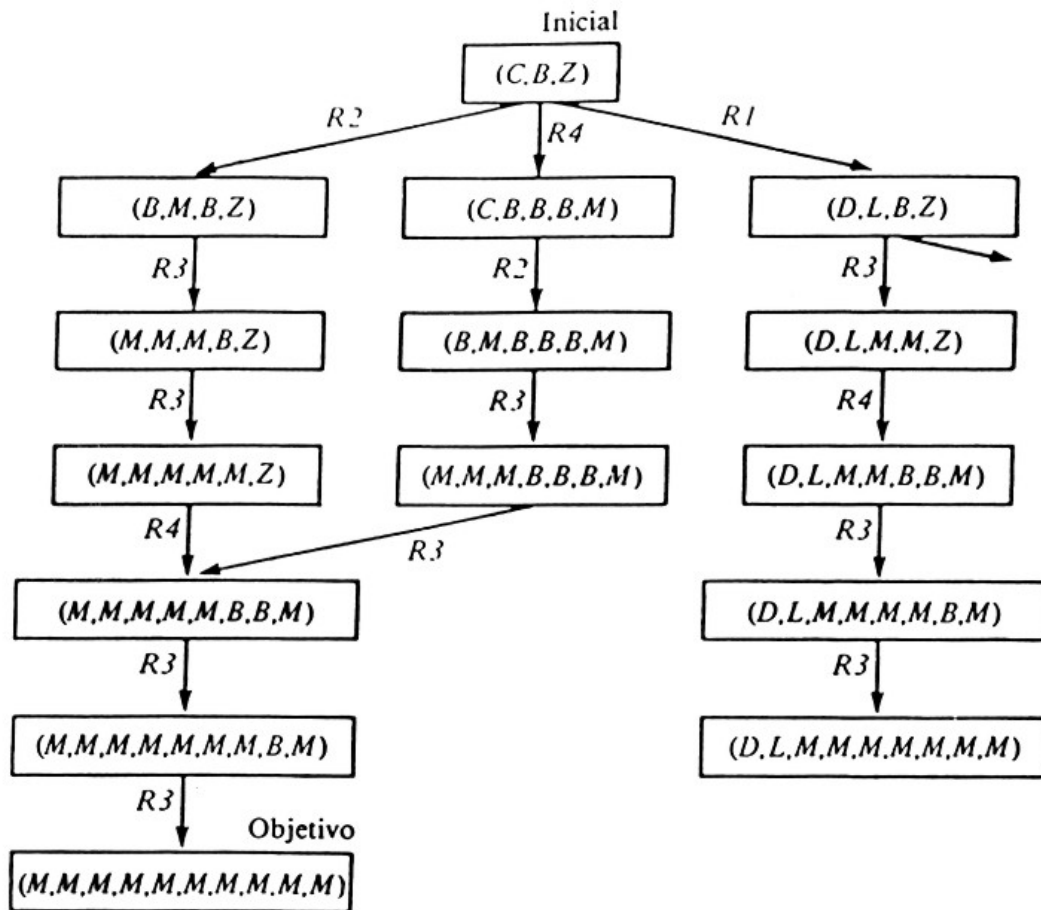 Inicial
(C,B,Z)
R2
R4
R1
(B,M,B,Z)
(C,B,B,B,M)
(D,L,B,Z)
R3
R2
R3
(M,M,M,B,Z)
(B,M,B,B,B,M)
(D,L,M,M,Z)
R3
R3
R4
(M,M,M,M,M,Z)
(M,M,M,B,B,B,M)
(D,L,M,M,B,B,M)
R4
R3
R3
(M,M,M,M,M,B,B,M)
(D,L,M,M,M,M,B,M)
R3
R3
(M,M,M,M,M,M,M,B,M)
(D,L,M,M,M,M,M,M,M)
R3
Objetivo
(M,M,M,M,M,M,M,M,M,M)